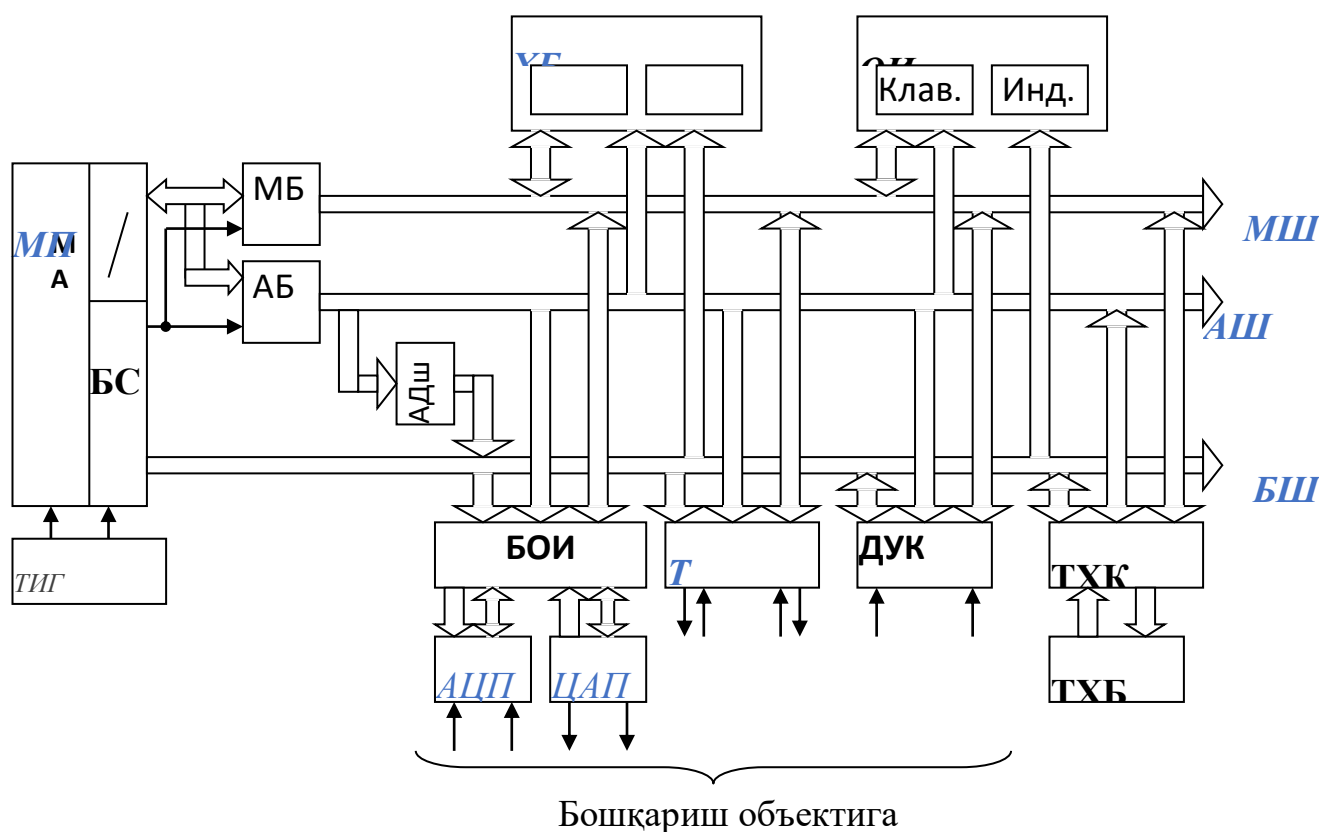 Клав.
Инд.
МБ
МП
М
А
МШ
АБ
АШ
БС
АДш
БШ
ТИГ
БОИ
Т
ДУК
ТХК
АЦП
ЦАП
ТХБ
Бошқариш объектига